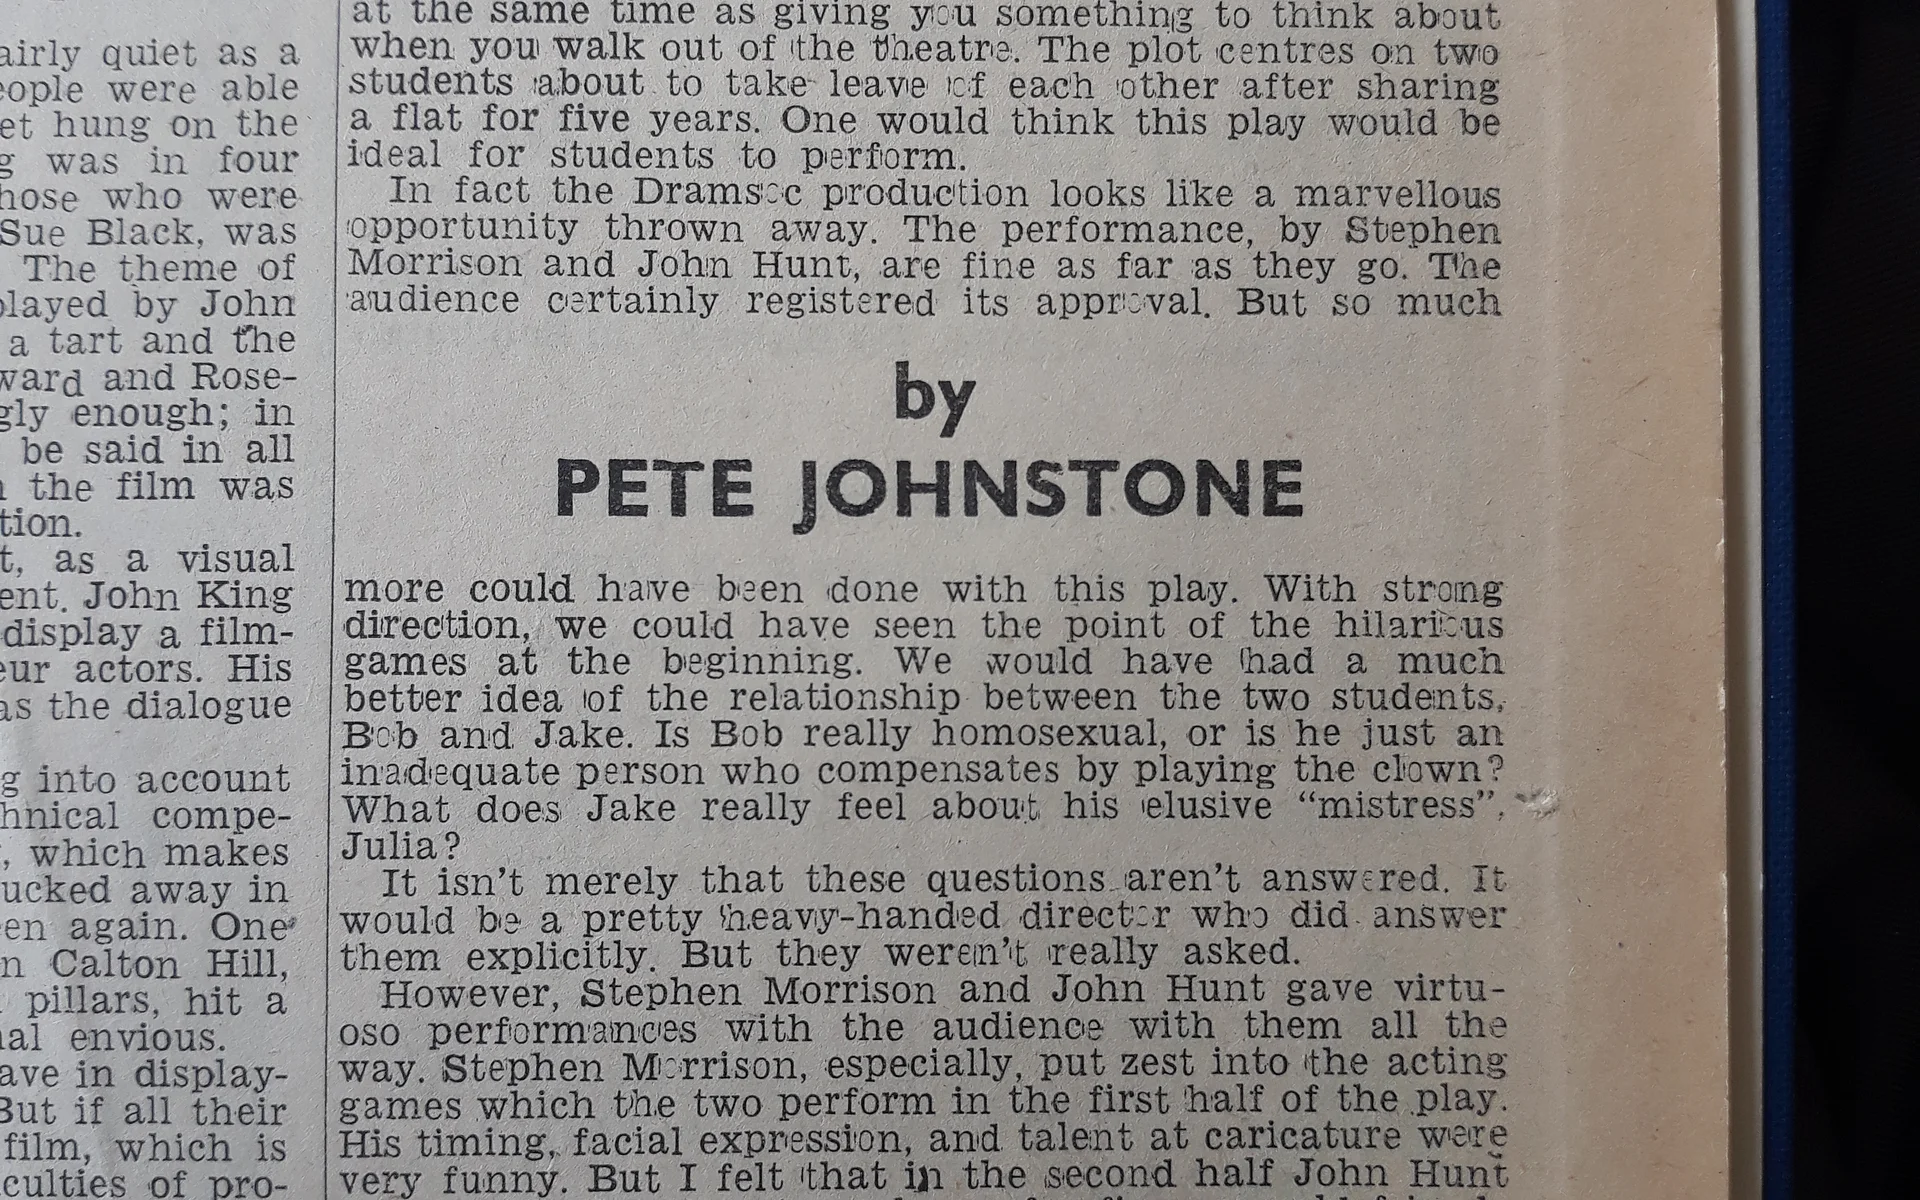 airly quiet as a
eople were able
et hung on the
g was in four
hose who were
Sue Black, was
The theme of
played by John
a tart and the
ward and Rose-
gly enough; in
be said in all
the film was
tion.
t, as a visual
ent. John King
display a film-
eur actors. His
as the dialogue
g into account
hnical compe-
, which makes
ucked away in
en again. One
n Calton Hill,
pillars, hit a
al envious.
ave in display-
But if all their
film, which is
culties of pro-
at the same time as giving you something to think about
when you walk out of the theatre. The plot centres on two
students about to take leave of each other after sharing
a flat for five years. One would think this play would be
ideal for students to perform.
In fact the Dramsoc production looks like a marvellous
opportunity thrown away. The performance, by Stephen
Morrison and John Hunt, are fine as far as they go. The
audience certainly registered its approval. But so much
by
PETE JOHNSTONE
more could have been done with this play. With strong
direction, we could have seen the point of the hilarious
games at the beginning. We would have had a much
better idea of the relationship between the two students,
Bob and Jake. Is Bob really homosexual, or is he just an
inadequate person who compensates by playing the clown?
What does Jake really feel about his elusive “mistress”,
Julia?
It isn't merely that these questions aren't answered. It
would be a pretty heavy-handed director who did answer
them explicitly. But they weren't really asked.
However, Stephen Morrison and John Hunt gave virtu-
oso performances with the audience with them all the
way. Stephen Morrison, especially, put zest into the acting
games which the two perform in the first half of the play.
His timing, facial expression, and talent at caricature were
very funny. But I felt that in the second half John Hunt